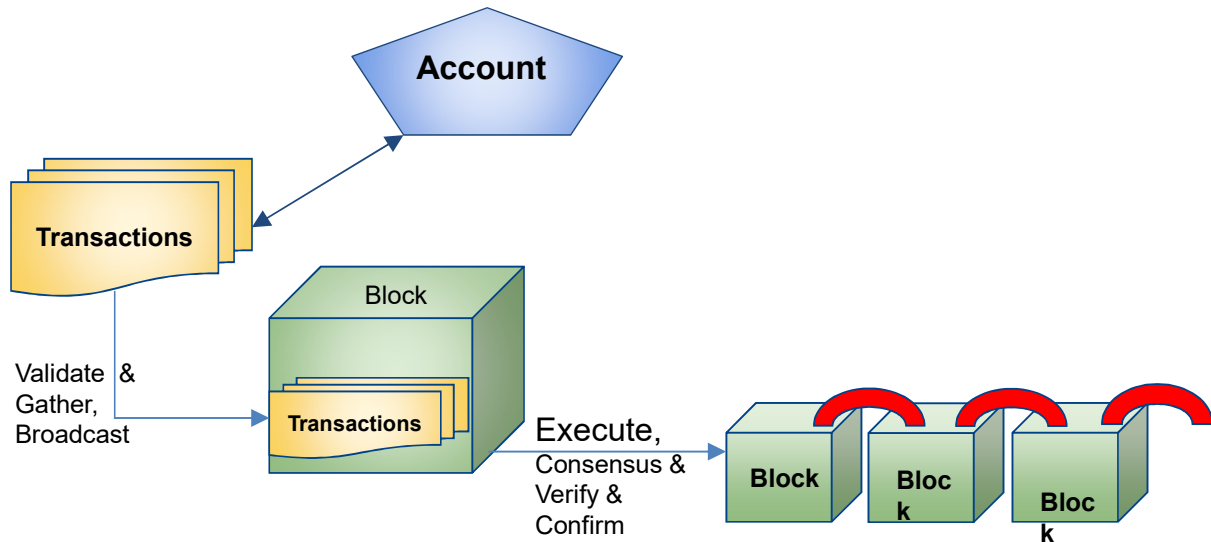 Account
Transactions
Block
Validate &
Gather,
Broadcast
Transactions
Execute,
Consensus &
Verify &
Confirm
Block
Bloc
k
Bloc
k